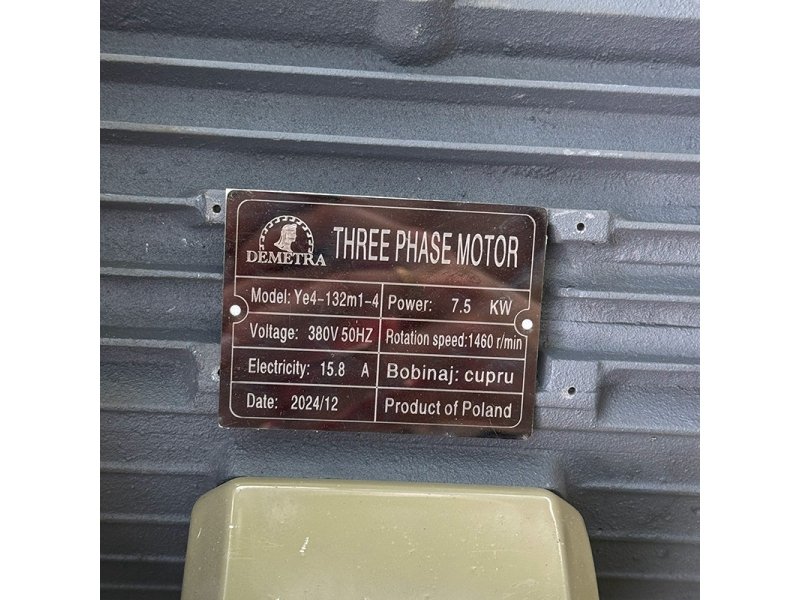 DEMETRA
THREE PHASE MOTOR
Model: Ye4-132m1-4
Power: 7.5 KW
Voltage: 380V 50HZ
Rotation speed:1460 r/min
Electricity: 15.8 A
Bobinaj: cupru
Date: 2024/12
Product of Poland